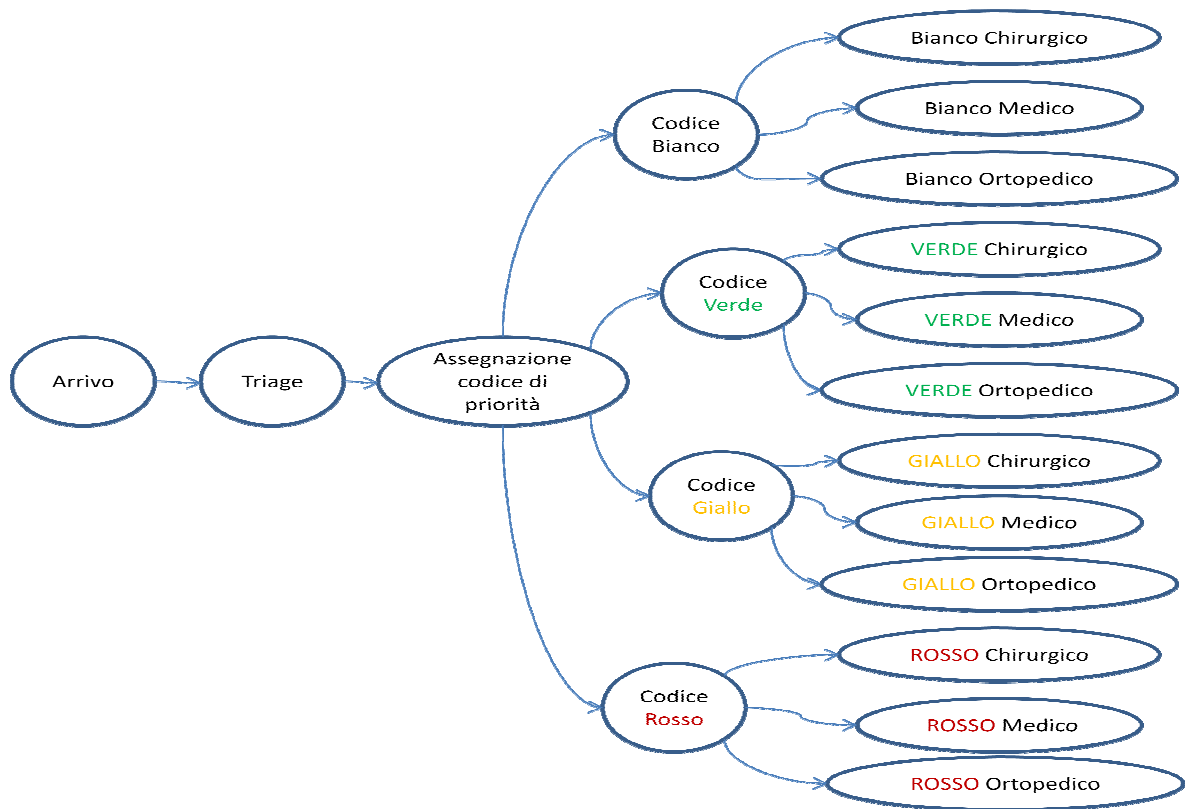 Arrivo
Triage
Assegnazione
codice di
priorità
Codice
Bianco
Bianco Chirurgico
Bianco Medico
Bianco Ortopedico
Codice
Verde
VERDE Chirurgico
VERDE Medico
VERDE Ortopedico
Codice
Giallo
GIALLO Chirurgico
GIALLO Medico
GIALLO Ortopedico
Codice
Rosso
ROSSO Chirurgico
ROSSO Medico
ROSSO Ortopedico